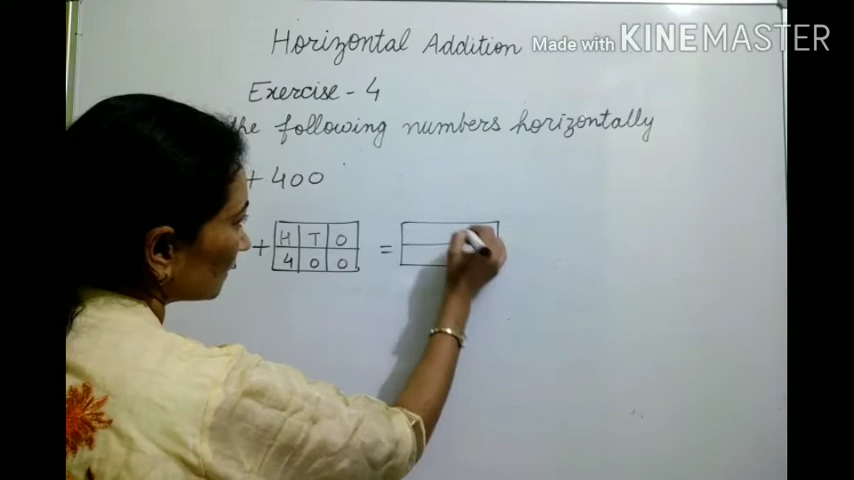 Horizontal Addition
Made with KINEMASTER
Exercise - 4
the following numbers horizontally
+ 400
+ H T O =
4 0 0